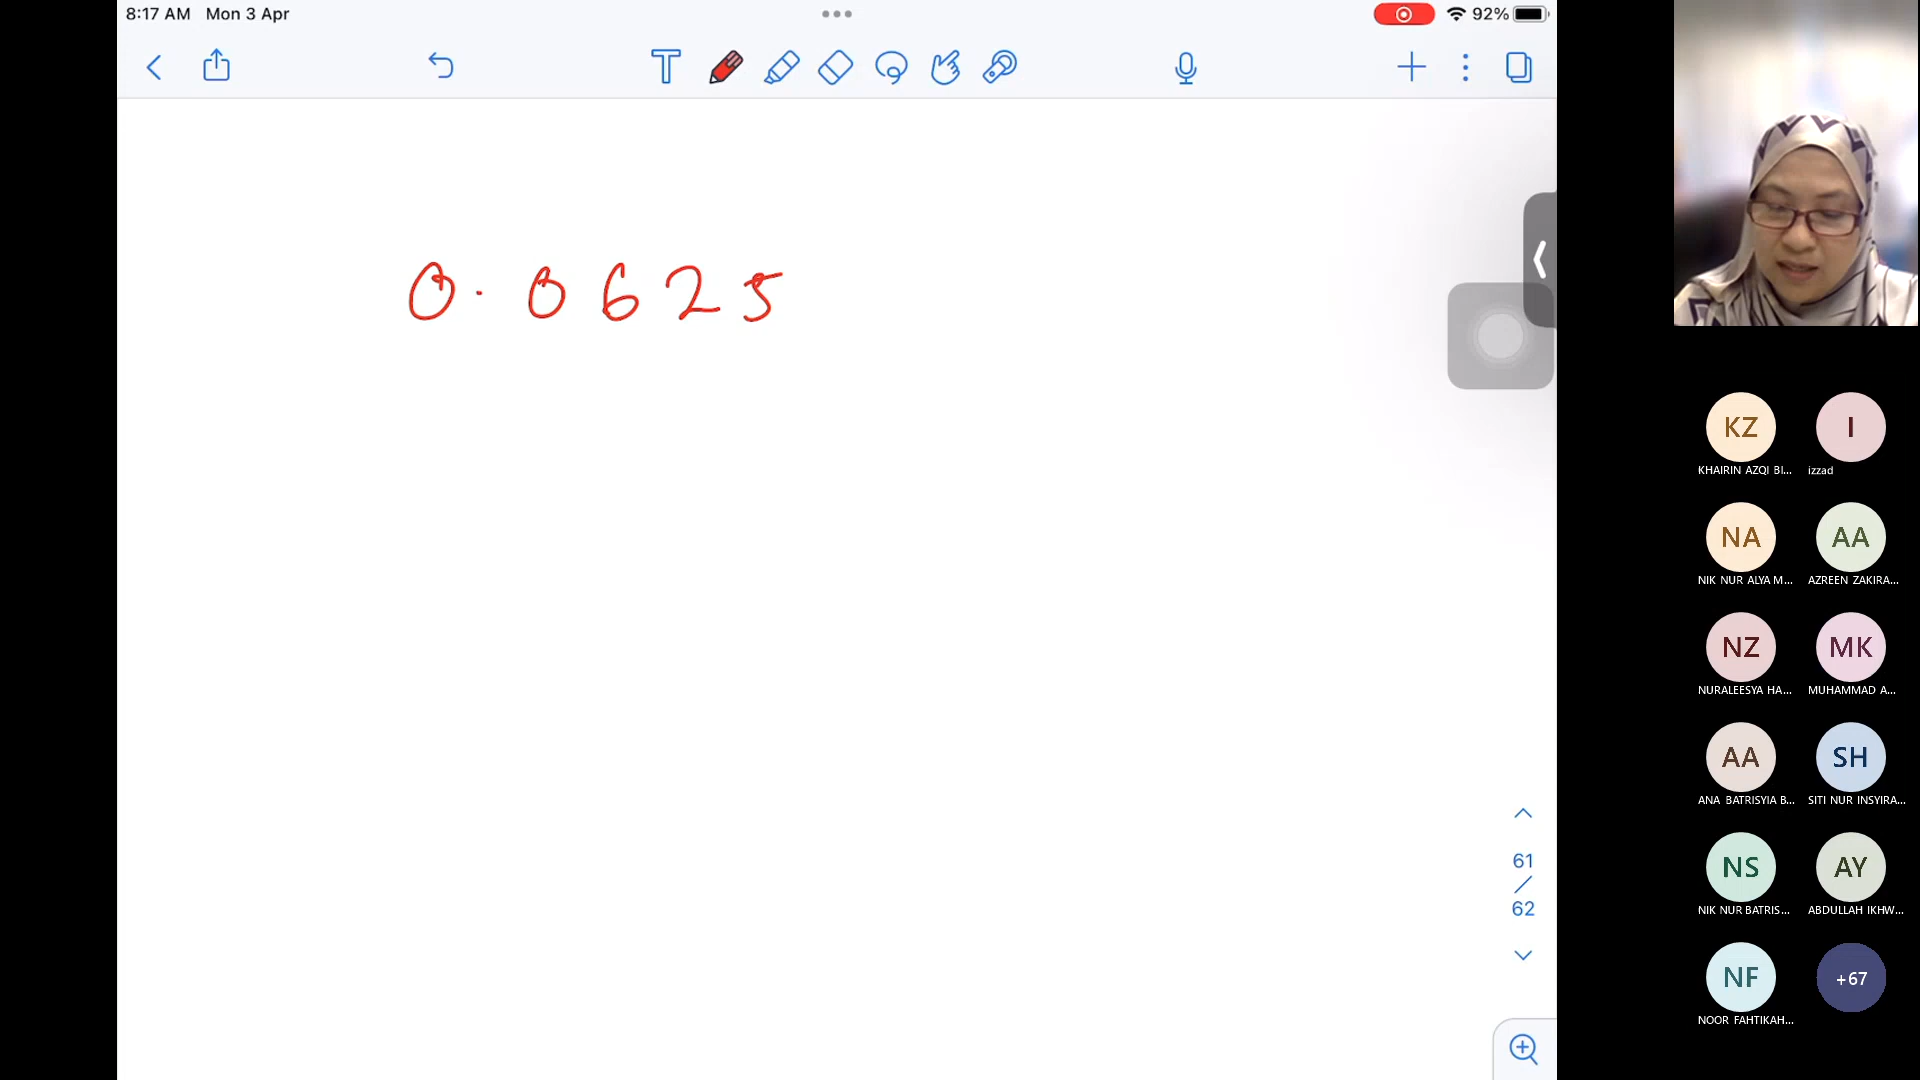 8:17 AM Mon 3 Apr
92%
T
0.0625
61
/
62
KZ
KHAIRIN AZQI BI...
I
izzad
NA
NIK NUR ALYA M...
AA
AZREEN ZAKIRA...
NZ
NURALEESYA HA...
MK
MUHAMMAD A...
AA
ANA BATRISYIA B...
SH
SITI NUR INSYIRA...
NS
NIK NUR BATRIS...
AY
ABDULLAH IKHW...
NF
NOOR FAHTIKAH...
+67